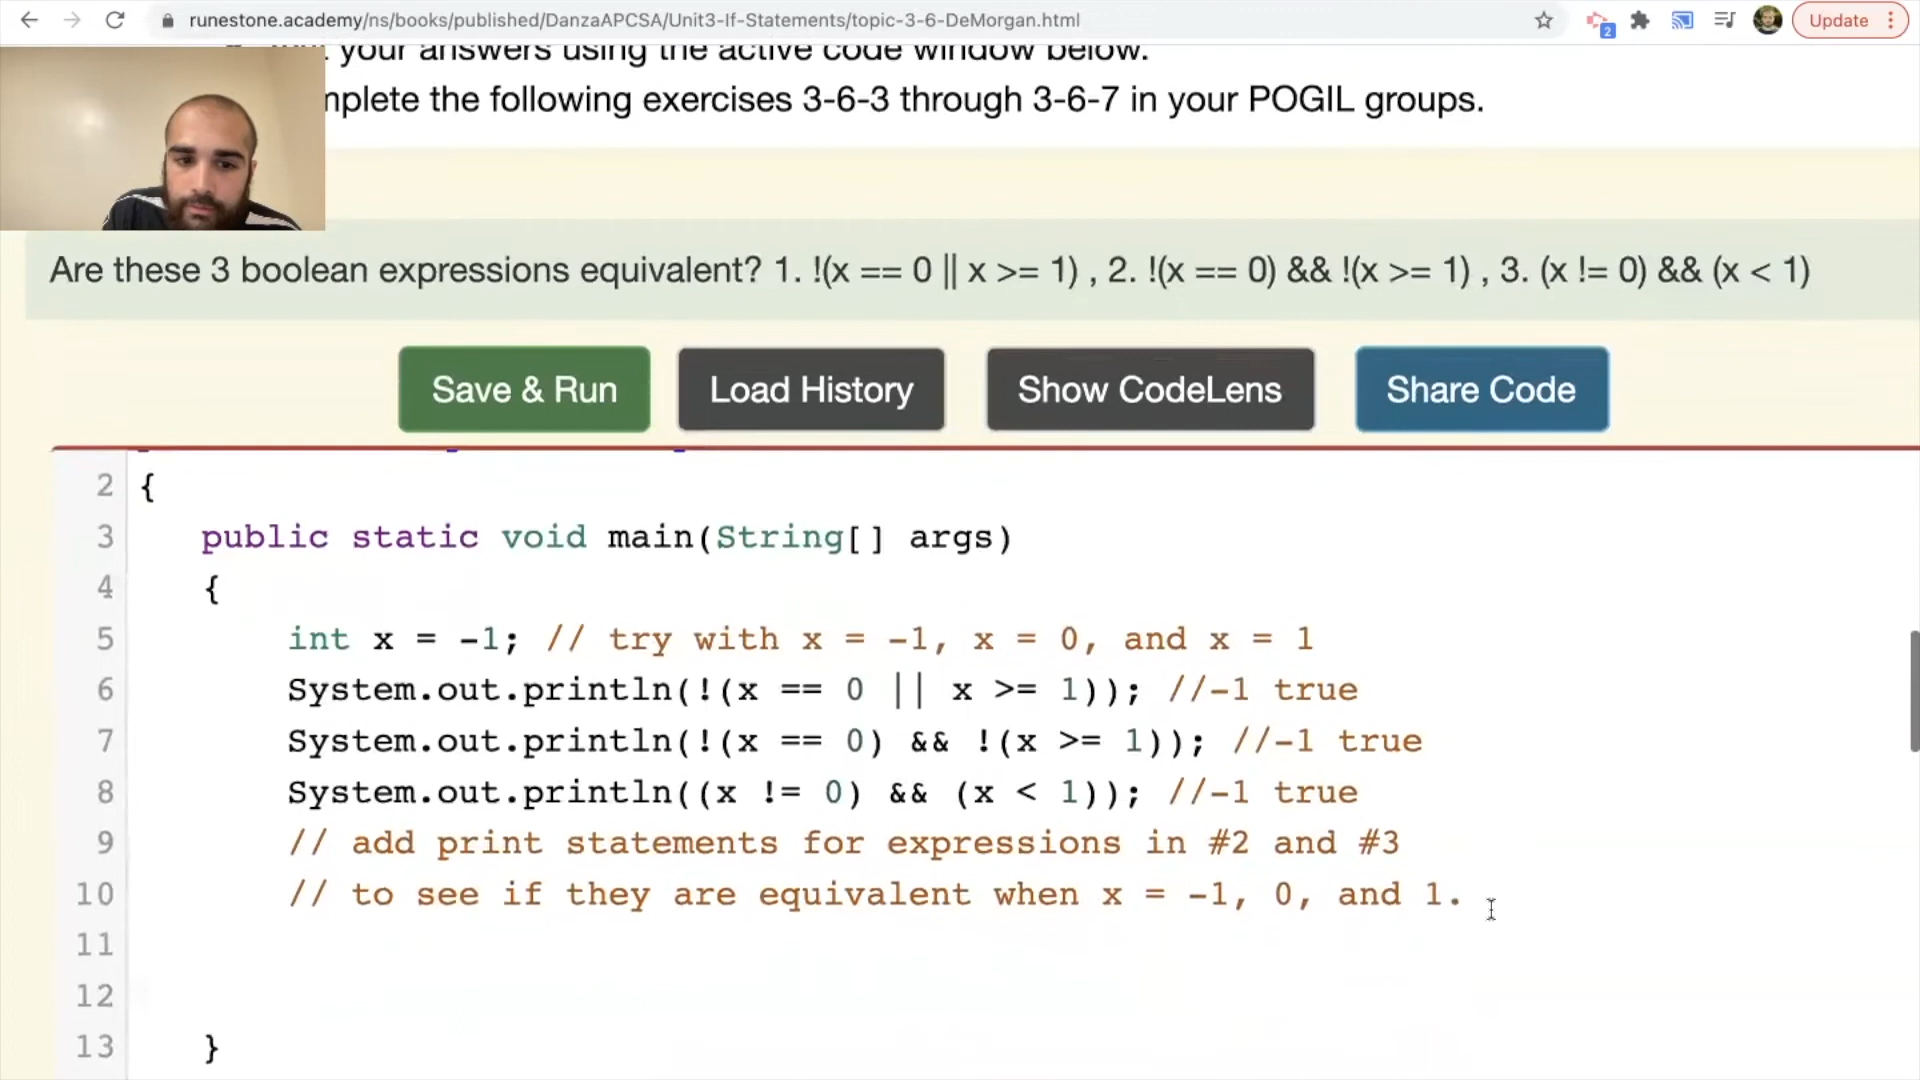 runestone.academy/ns/books/published/DanzaAPCSA/Unit3-If-Statements/topic-3-6-DeMorgan.html
2
Update
your answers using the active code window below.
mplete the following exercises 3-6-3 through 3-6-7 in your POGIL groups.
Are these 3 boolean expressions equivalent? 1. !(x == 0 || x >= 1) , 2. !(x == 0) && !(x >= 1) , 3. (x != 0) && (x < 1)
Save & Run
Load History
Show CodeLens
Share Code
2 {
3 public static void main(String[] args)
4 {
5 int x = -1; // try with x = -1, x = 0, and x = 1
6 System.out.println(!(x == 0 || x >= 1)); //-1 true
7 System.out.println(!(x == 0) && !(x >= 1)); //-1 true
8 System.out.println((x != 0) && (x < 1)); //-1 true
9 // add print statements for expressions in #2 and #3
10 // to see if they are equivalent when x = -1, 0, and 1.
11
12
13 }